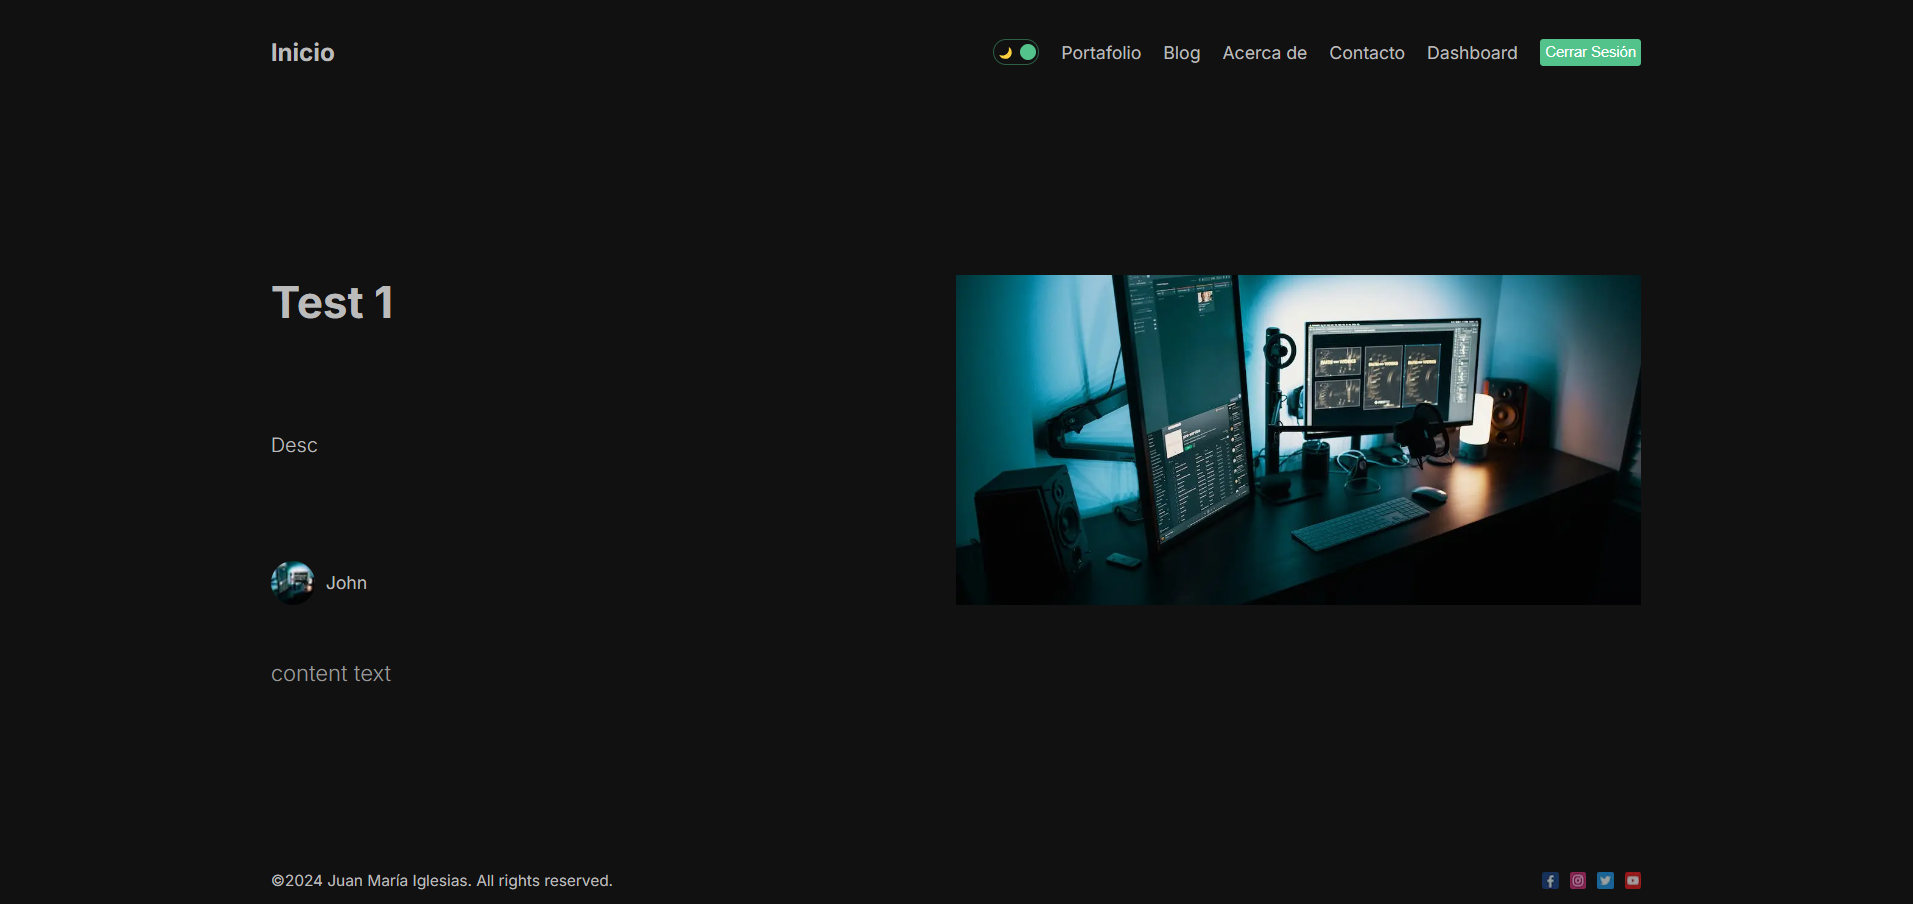 Inicio
Portafolio Blog Acerca de Contacto Dashboard Cerrar Sesión
Test 1
Desc
John
content text
©2024 Juan María Iglesias. All rights reserved.